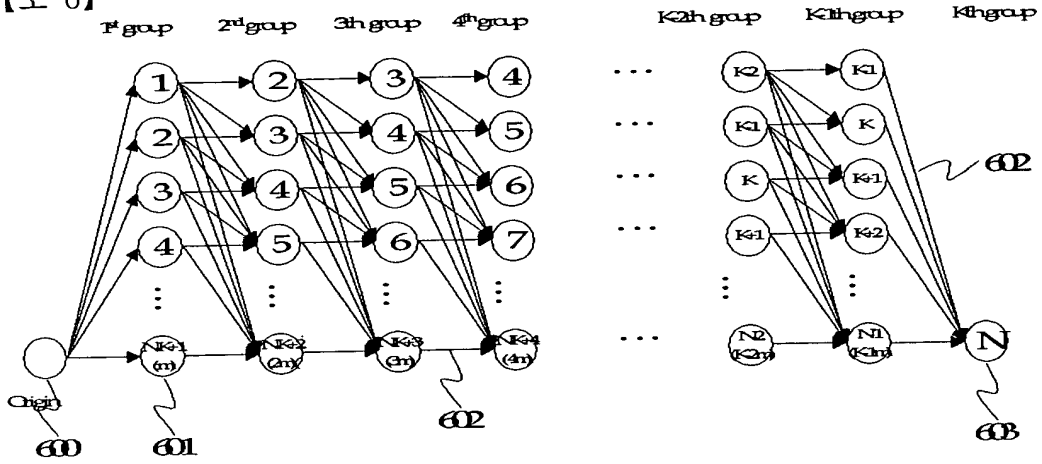 1st group 2nd group 3th group 4th group K-2th group K-1th group Kth group
1 2 3 4 ... K-2 K-1
2 3 4 5 ... K-1 K
3 4 5 6 ... K K+1
4 5 6 7 ... K+1 K+2
... ... ... ... ... ...
N-K+1 N-K+2 N-K+3 N-K+4 ... N-2 N-1 N
(m) (2m) (3m) (4m) (K-2m) (K-1m)
Origin
602
600 601 602 603